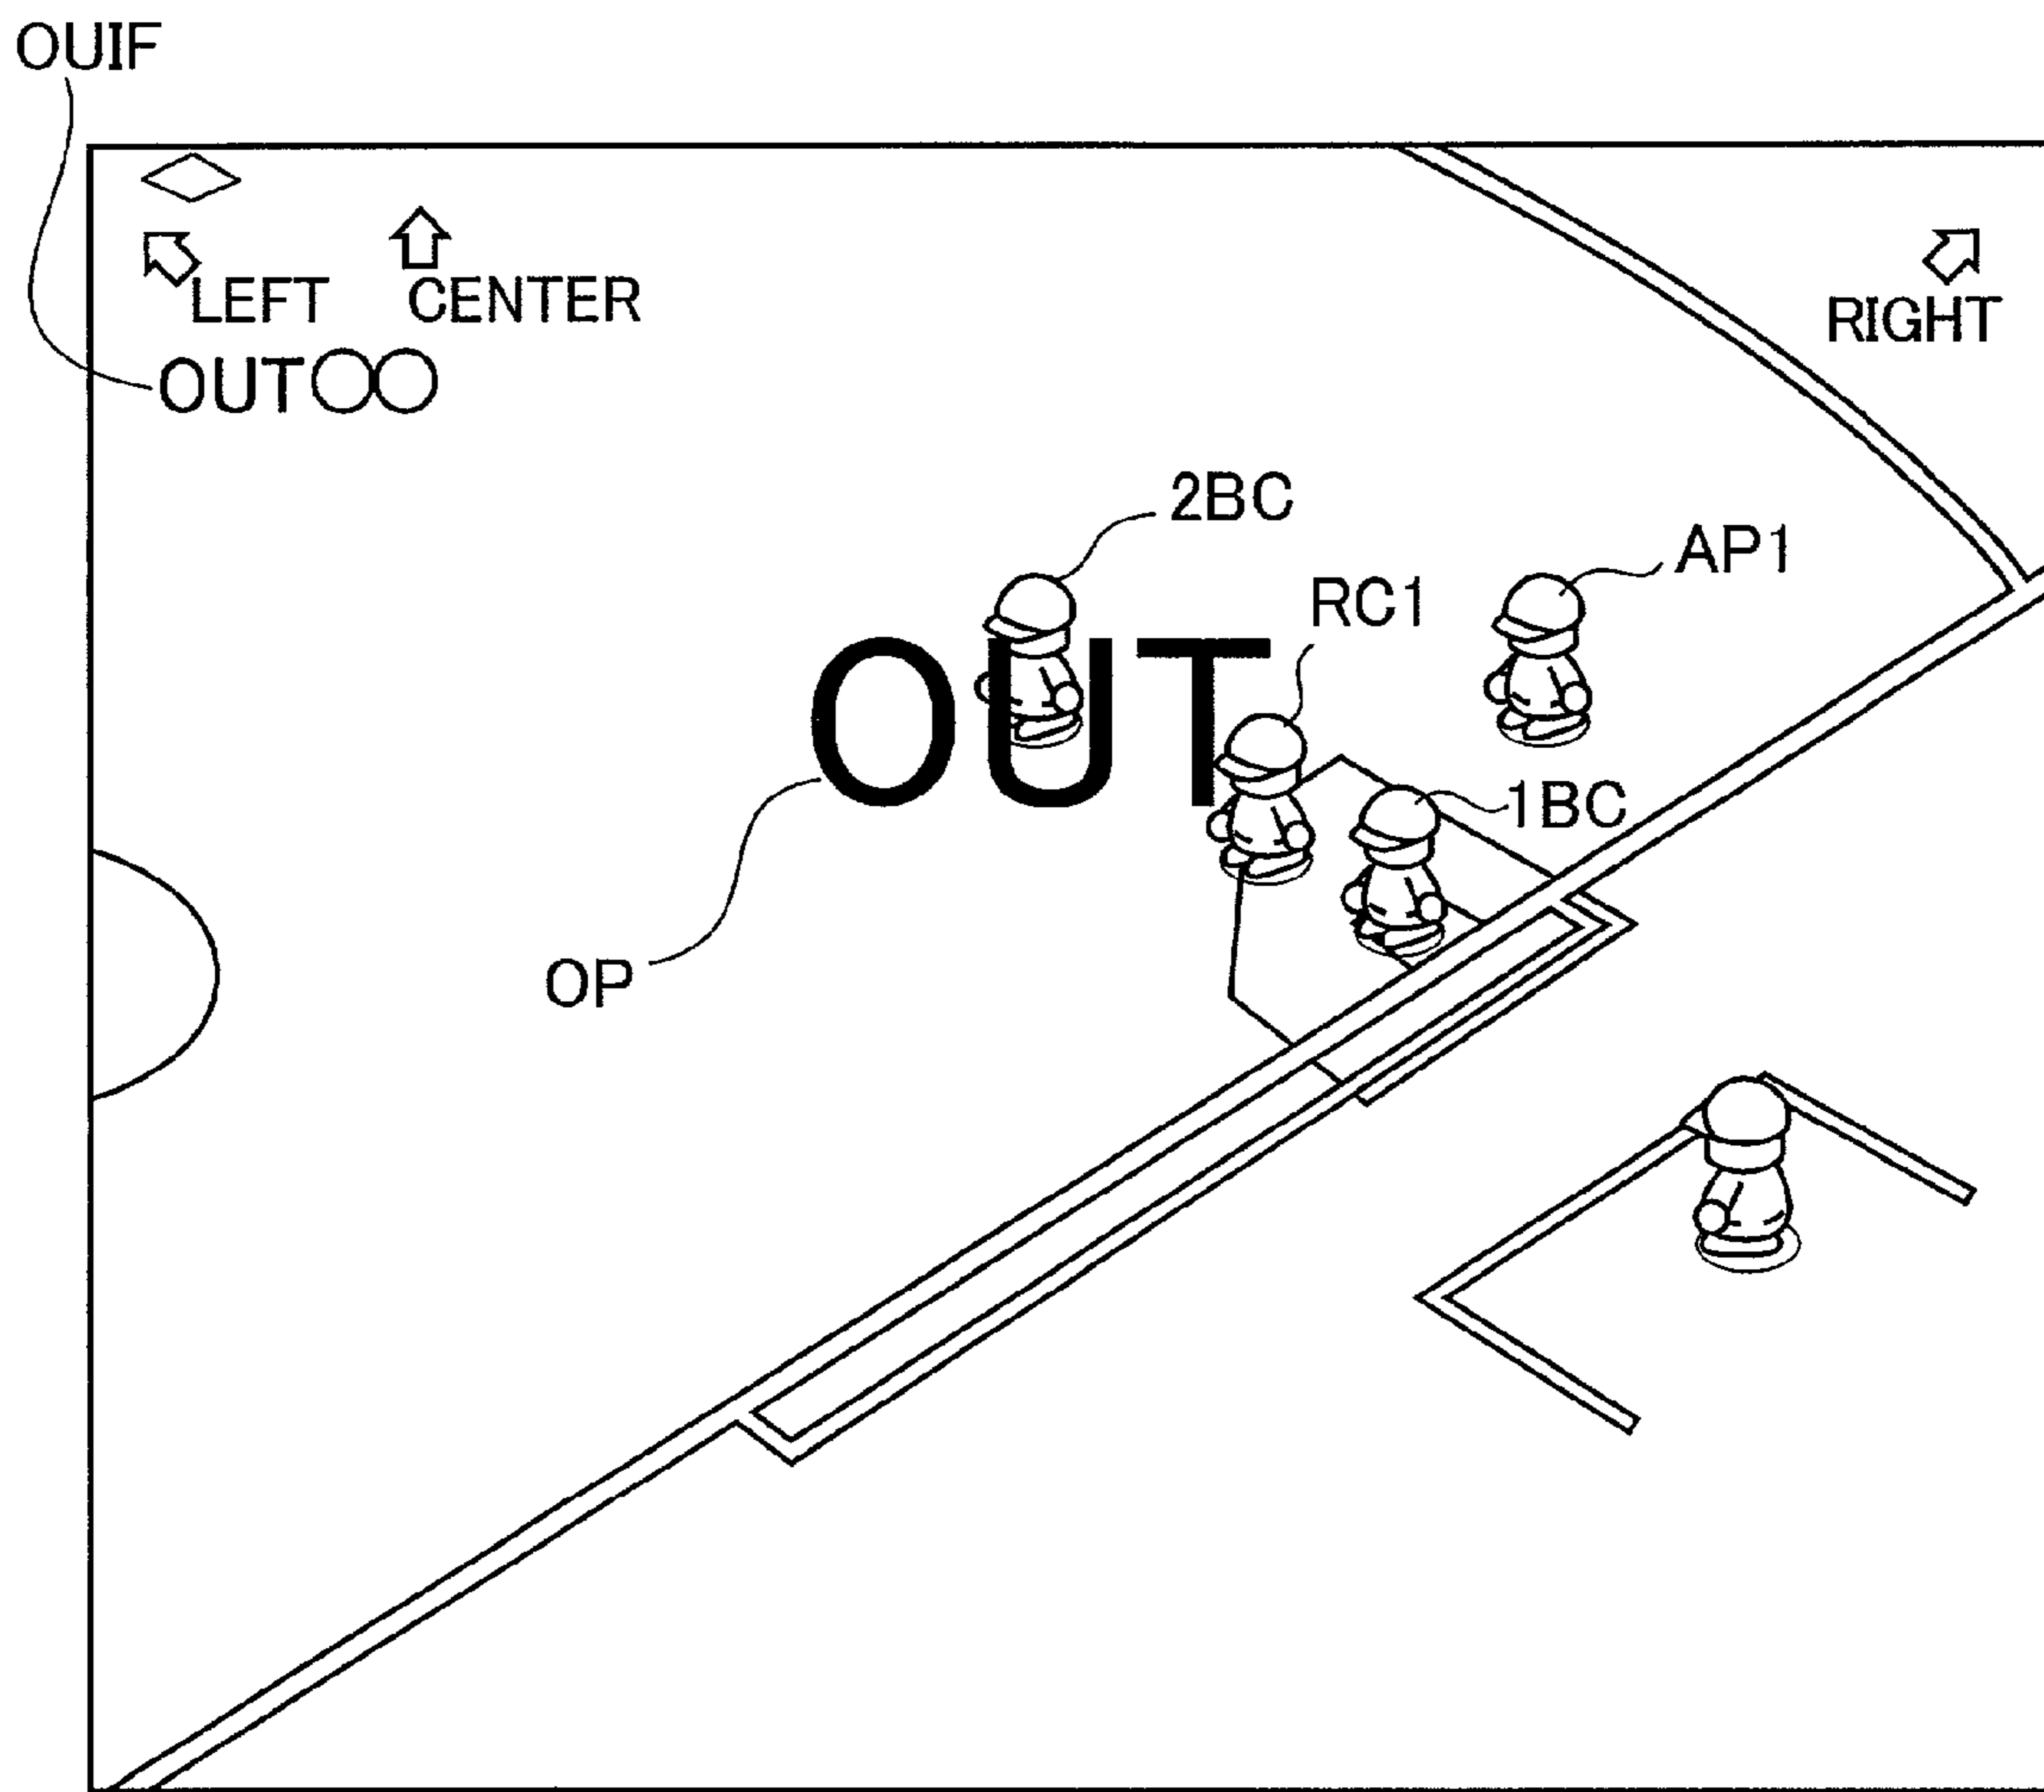 OUIF
LEFT
CENTER
RIGHT
OUT
2BC
AP1
RC1
OUT
1BC
OP